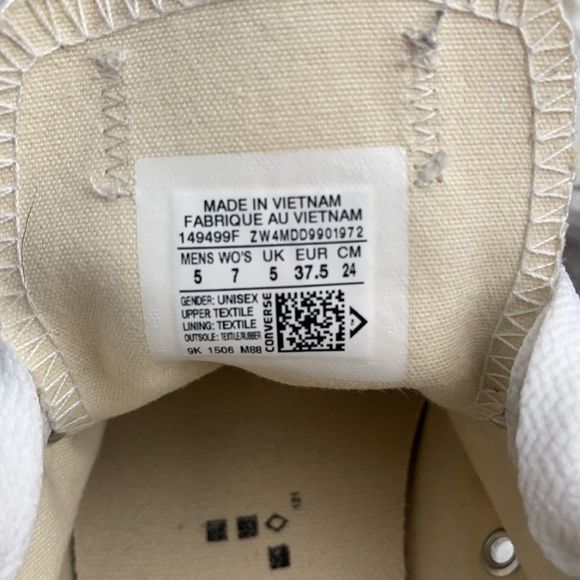 MADE IN VIETNAM
FABRIQUE AU VIETNAM
149499F ZW4MDD9901972
MENS WO'S UK EUR CM
5 7 5 37.5 24
GENDER: UNISEX
UPPER TEXTILE
LINING: TEXTILE
OUTSOLE: TEXTILE/RUBBER
9K 1506 M88
CONVERSE
5